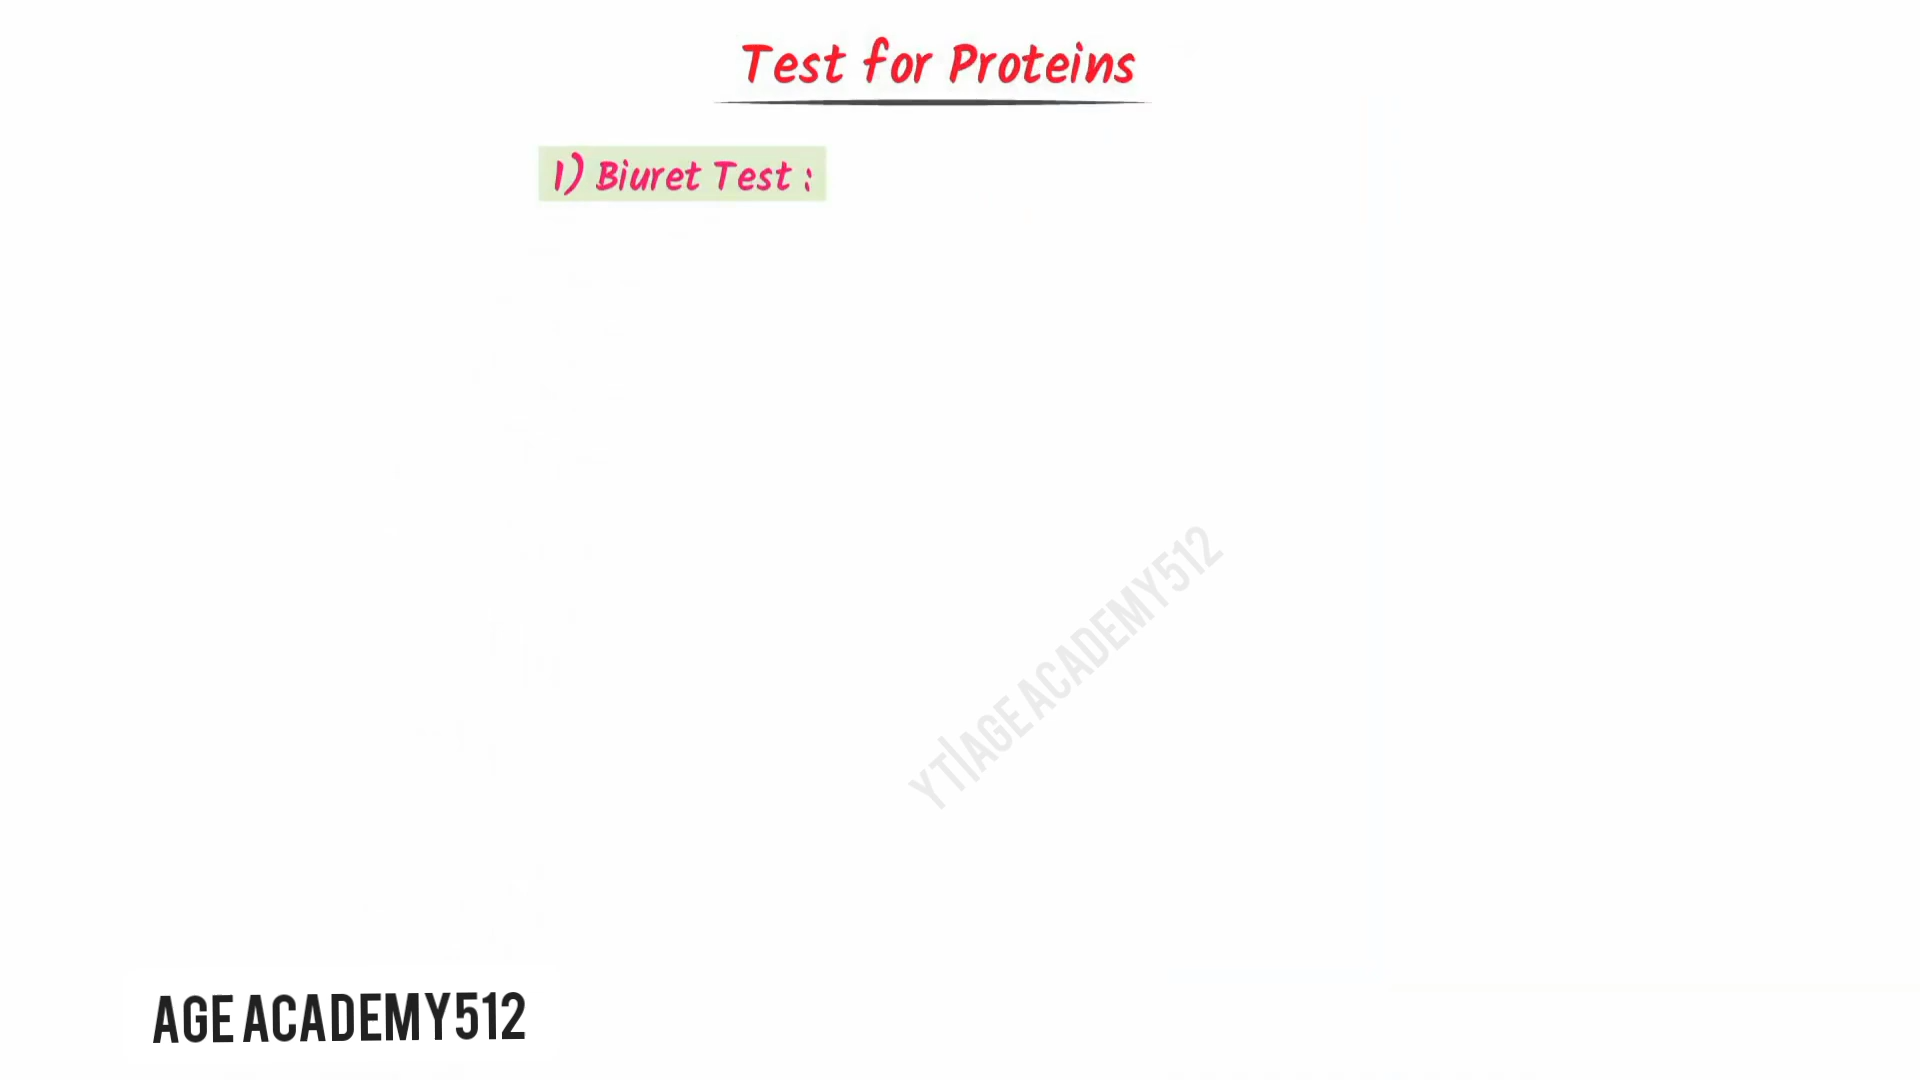 Test for Proteins
1) Biuret Test :
YT|AGE ACADEMY512
AGE ACADEMY512